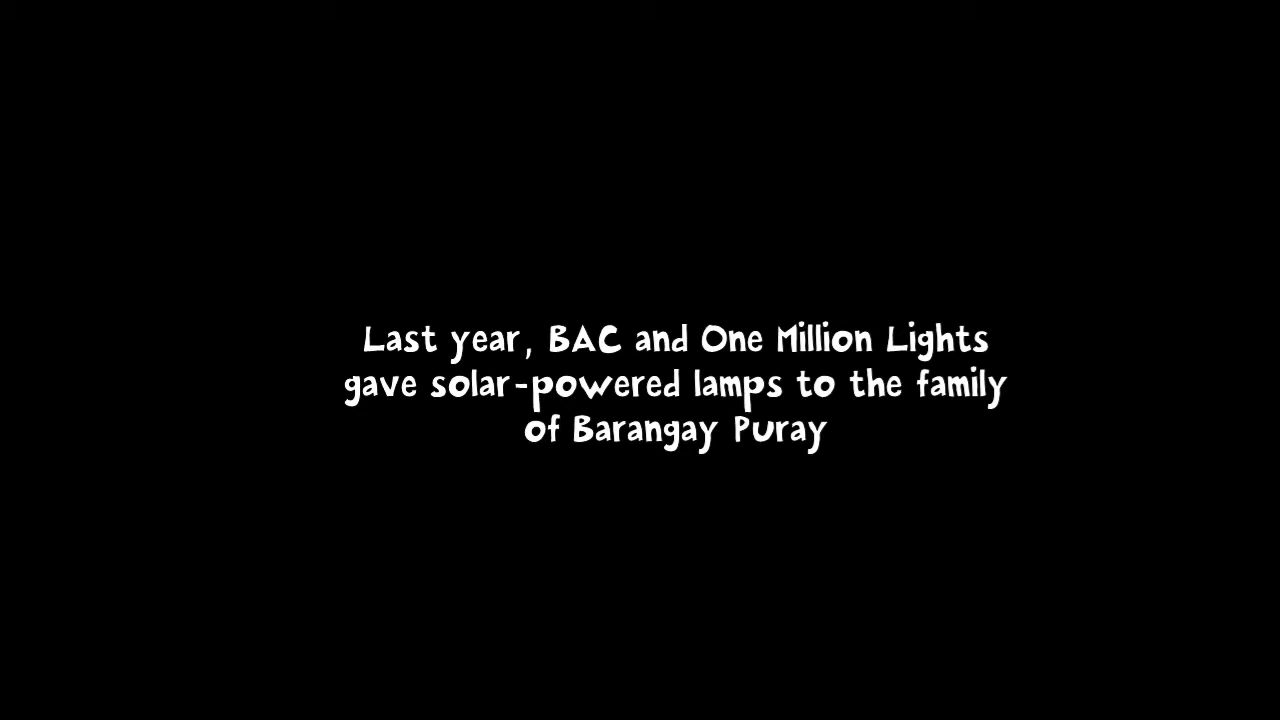 Last year, BAC and One Million Lights
gave solar-powered lamps to the family
of Barangay Puray